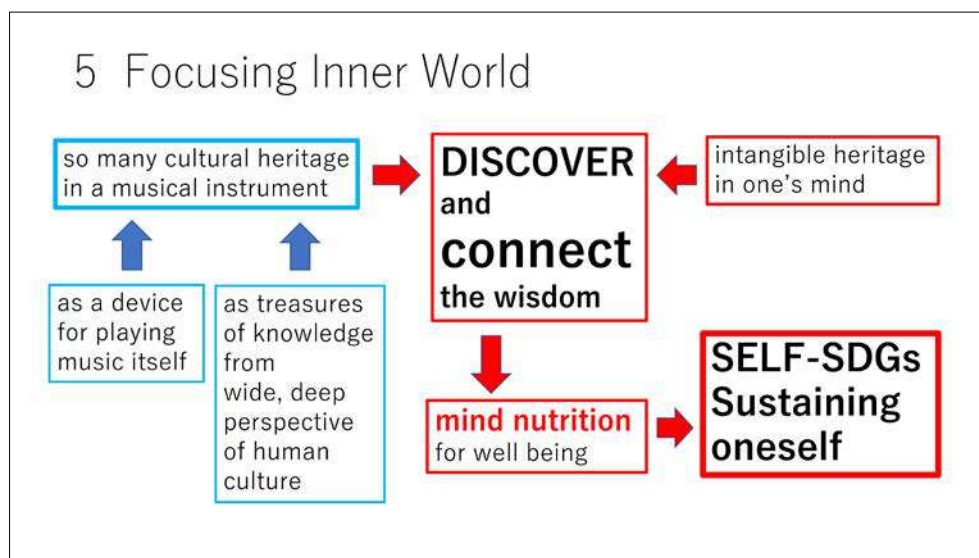 5 Focusing Inner World
so many cultural heritage
in a musical instrument
DISCOVER
and
connect
the wisdom
intangible heritage
in one's mind
as a device
for playing
music itself
as treasures
of knowledge
from
wide, deep
perspective
of human
culture
mind nutrition
for well being
SELF-SDGs
Sustaining
oneself